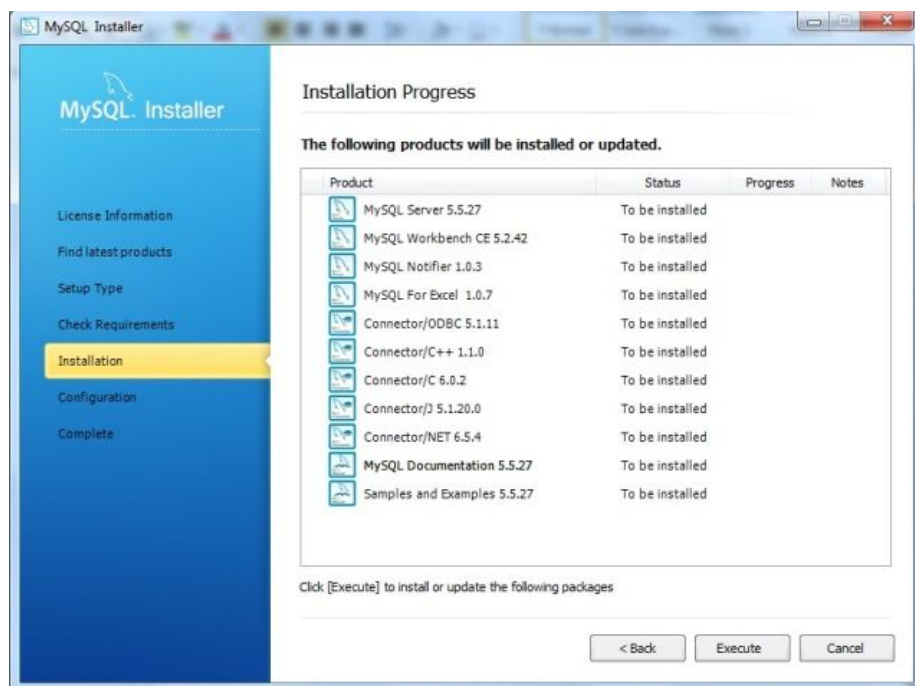 MySQL Installer
MySQL. Installer
License Information
Find latest products
Setup Type
Check Requirements
Installation
Configuration
Complete
Installation Progress
The following products will be installed or updated.
Product Status Progress Notes
MySQL Server 5.5.27 To be installed
MySQL Workbench CE 5.2.42 To be installed
MySQL Notifier 1.0.3 To be installed
MySQL For Excel 1.0.7 To be installed
Connector/ODBC 5.1.11 To be installed
Connector/C++ 1.1.0 To be installed
Connector/C 6.0.2 To be installed
Connector/J 5.1.20.0 To be installed
Connector/NET 6.5.4 To be installed
MySQL Documentation 5.5.27 To be installed
Samples and Examples 5.5.27 To be installed
Click [Execute] to install or update the following packages
< Back Execute Cancel